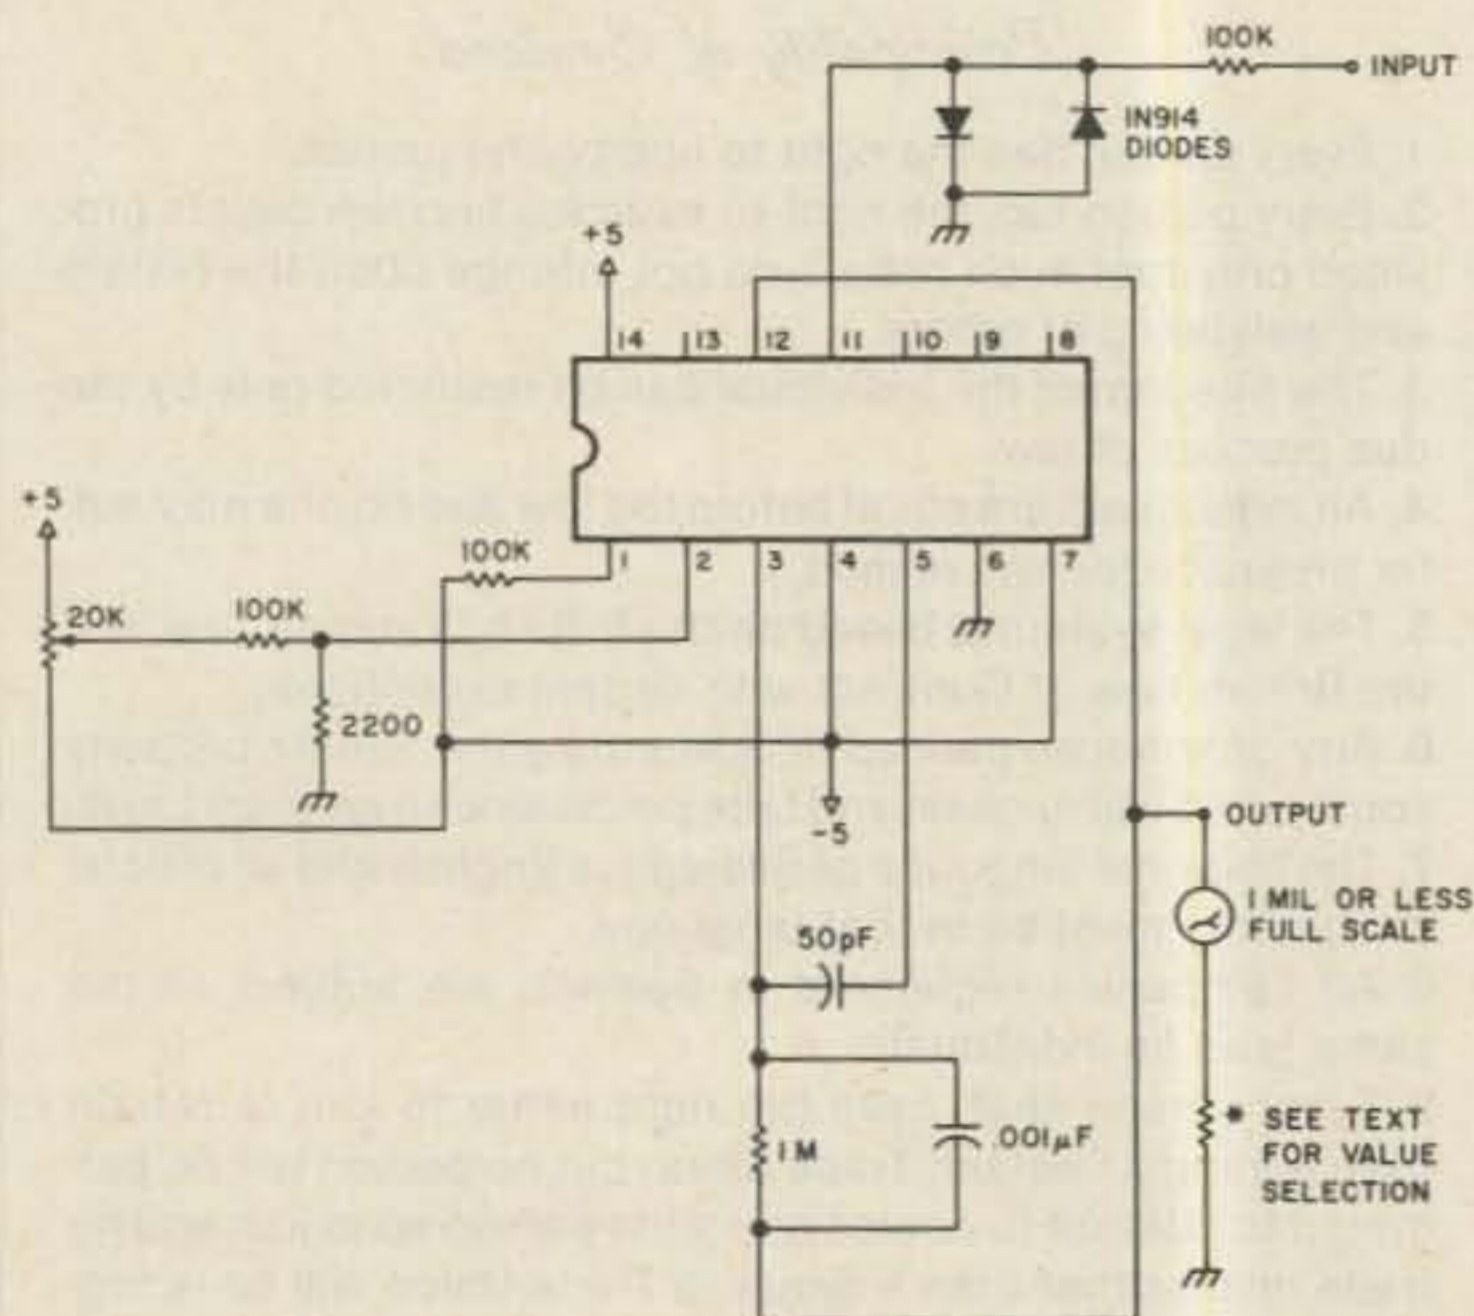 100K
INPUT
IN914
DIODES
+5
14 13 12 11 10 9 8
+5
20K
100K
100K
1 2 3 4 5 6 7
2200
-5
OUTPUT
1 MIL OR LESS
FULL SCALE
50pF
1M
.001µF
* SEE TEXT
FOR VALUE
SELECTION